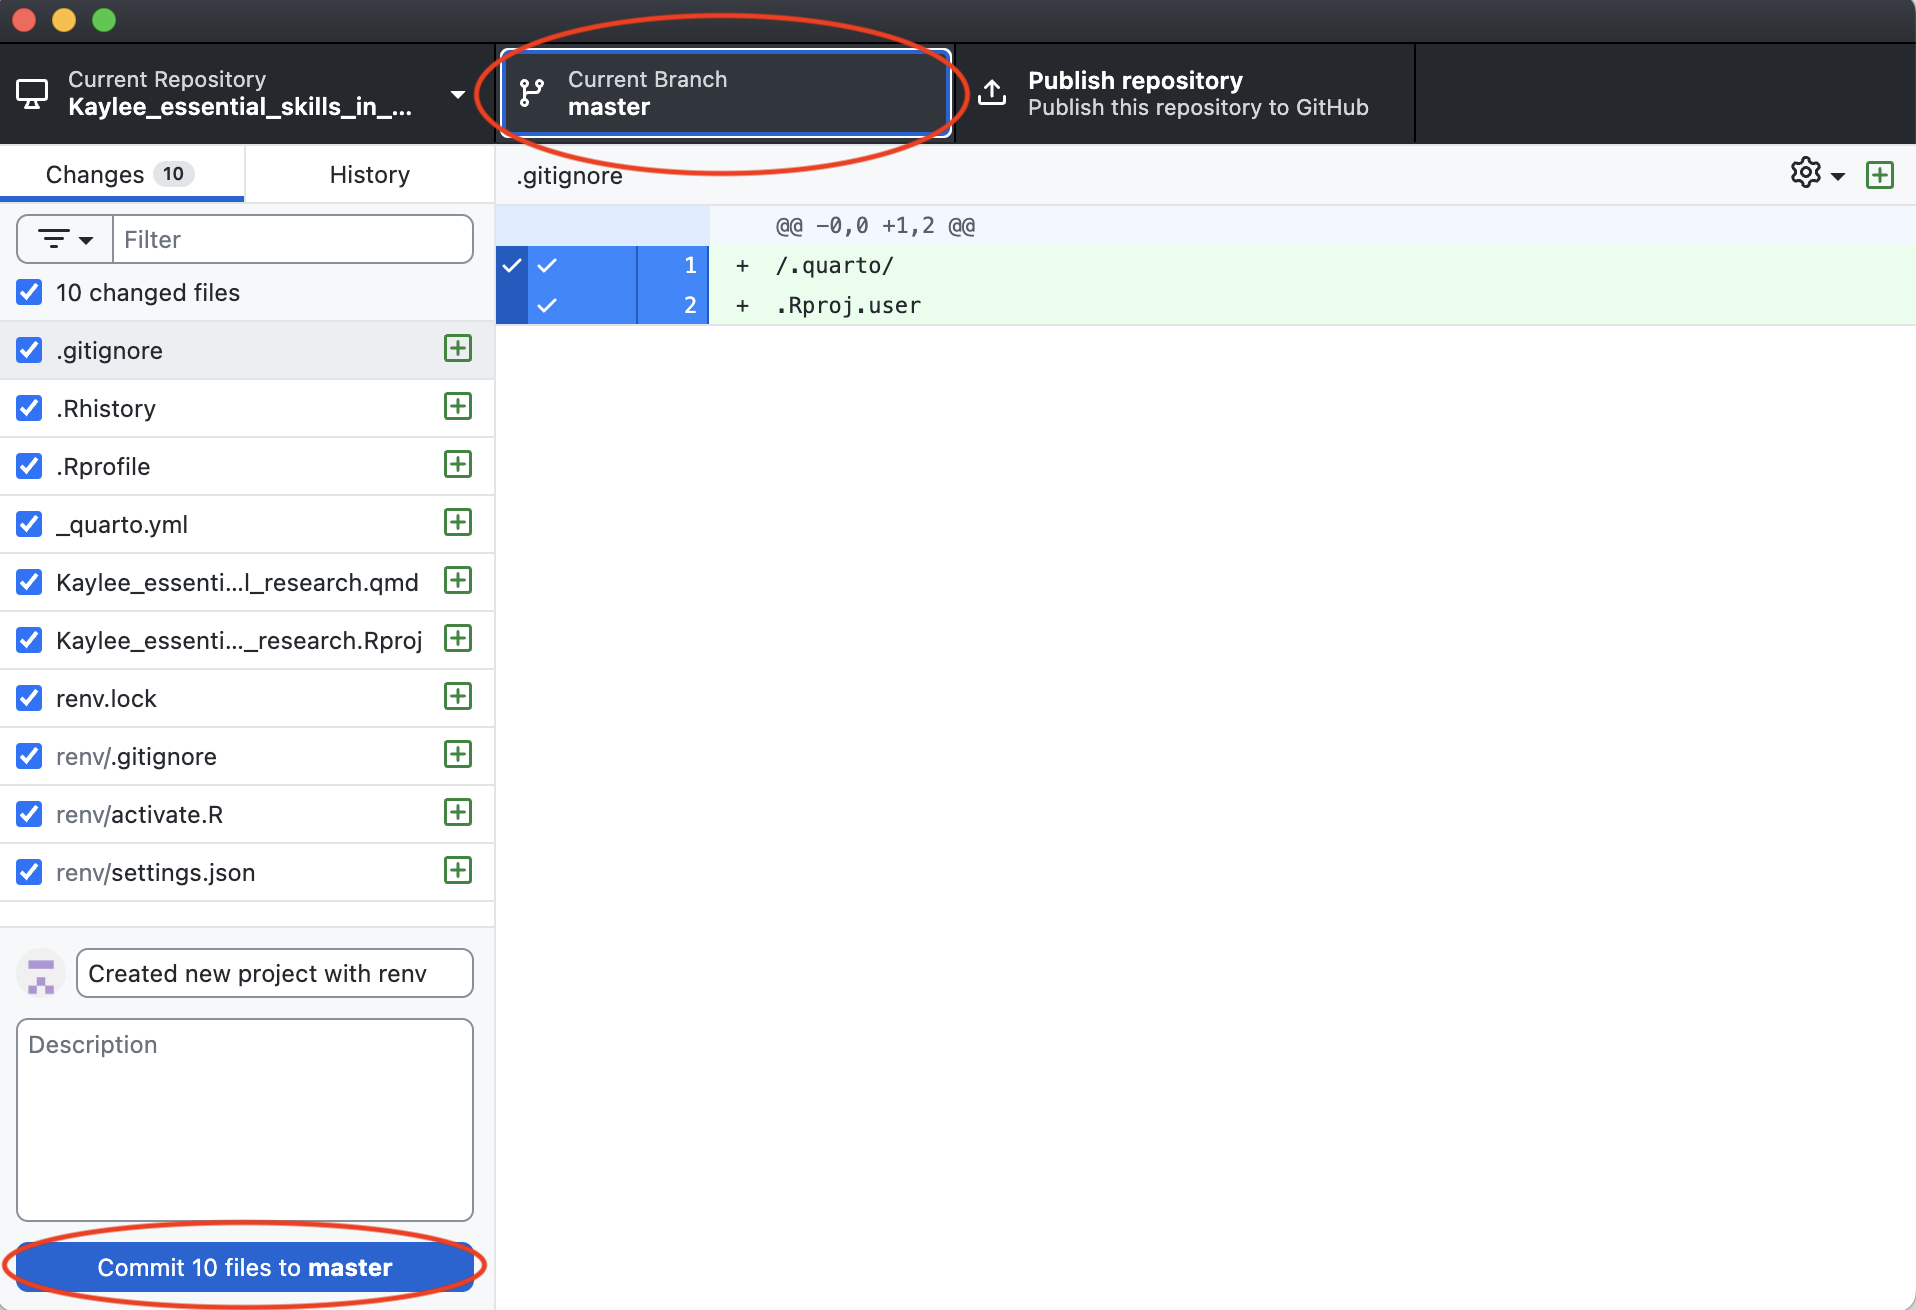 Current Repository
Kaylee_essential_skills_in_...
Current Branch
master
Publish repository
Publish this repository to GitHub
Changes 10
History
.gitignore
Filter
10 changed files
.gitignore
.Rhistory
.Rprofile
_quarto.yml
Kaylee_essenti...l_research.qmd
Kaylee_essenti..._research.Rproj
renv.lock
renv/.gitignore
renv/activate.R
renv/settings.json
@@ -0,0 +1,2 @@
1 + /.quarto/
2 + .Rproj.user
Created new project with renv
Description
Commit 10 files to master